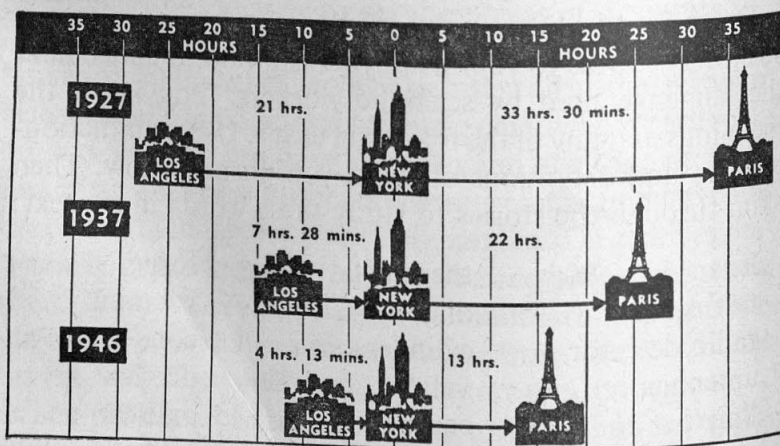 35 30 25 20 15 10 5 0 5 10 15 20 25 30 35
HOURS HOURS
1927
21 hrs.
33 hrs. 30 mins.
LOS
ANGELES
NEW
YORK
PARIS
1937
7 hrs. 28 mins.
22 hrs.
LOS
ANGELES
NEW
YORK
PARIS
1946
4 hrs. 13 mins.
13 hrs.
LOS
ANGELES
NEW
YORK
PARIS